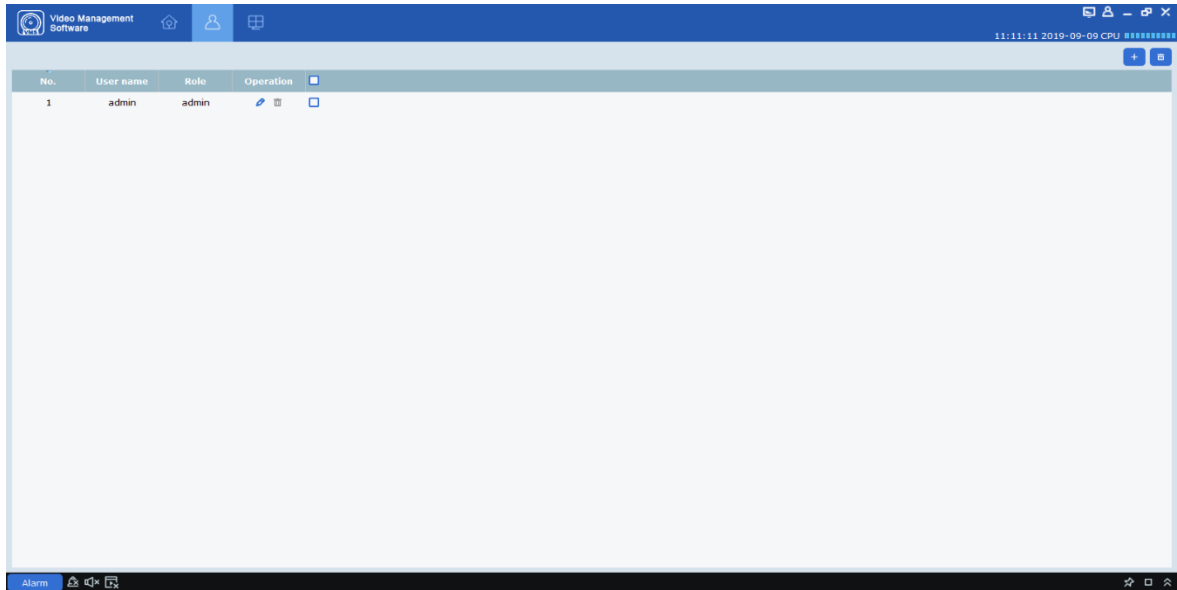 Video Management
Software
11:11:11 2019-09-09 CPU
No. User name Role Operation
1 admin admin
Alarm